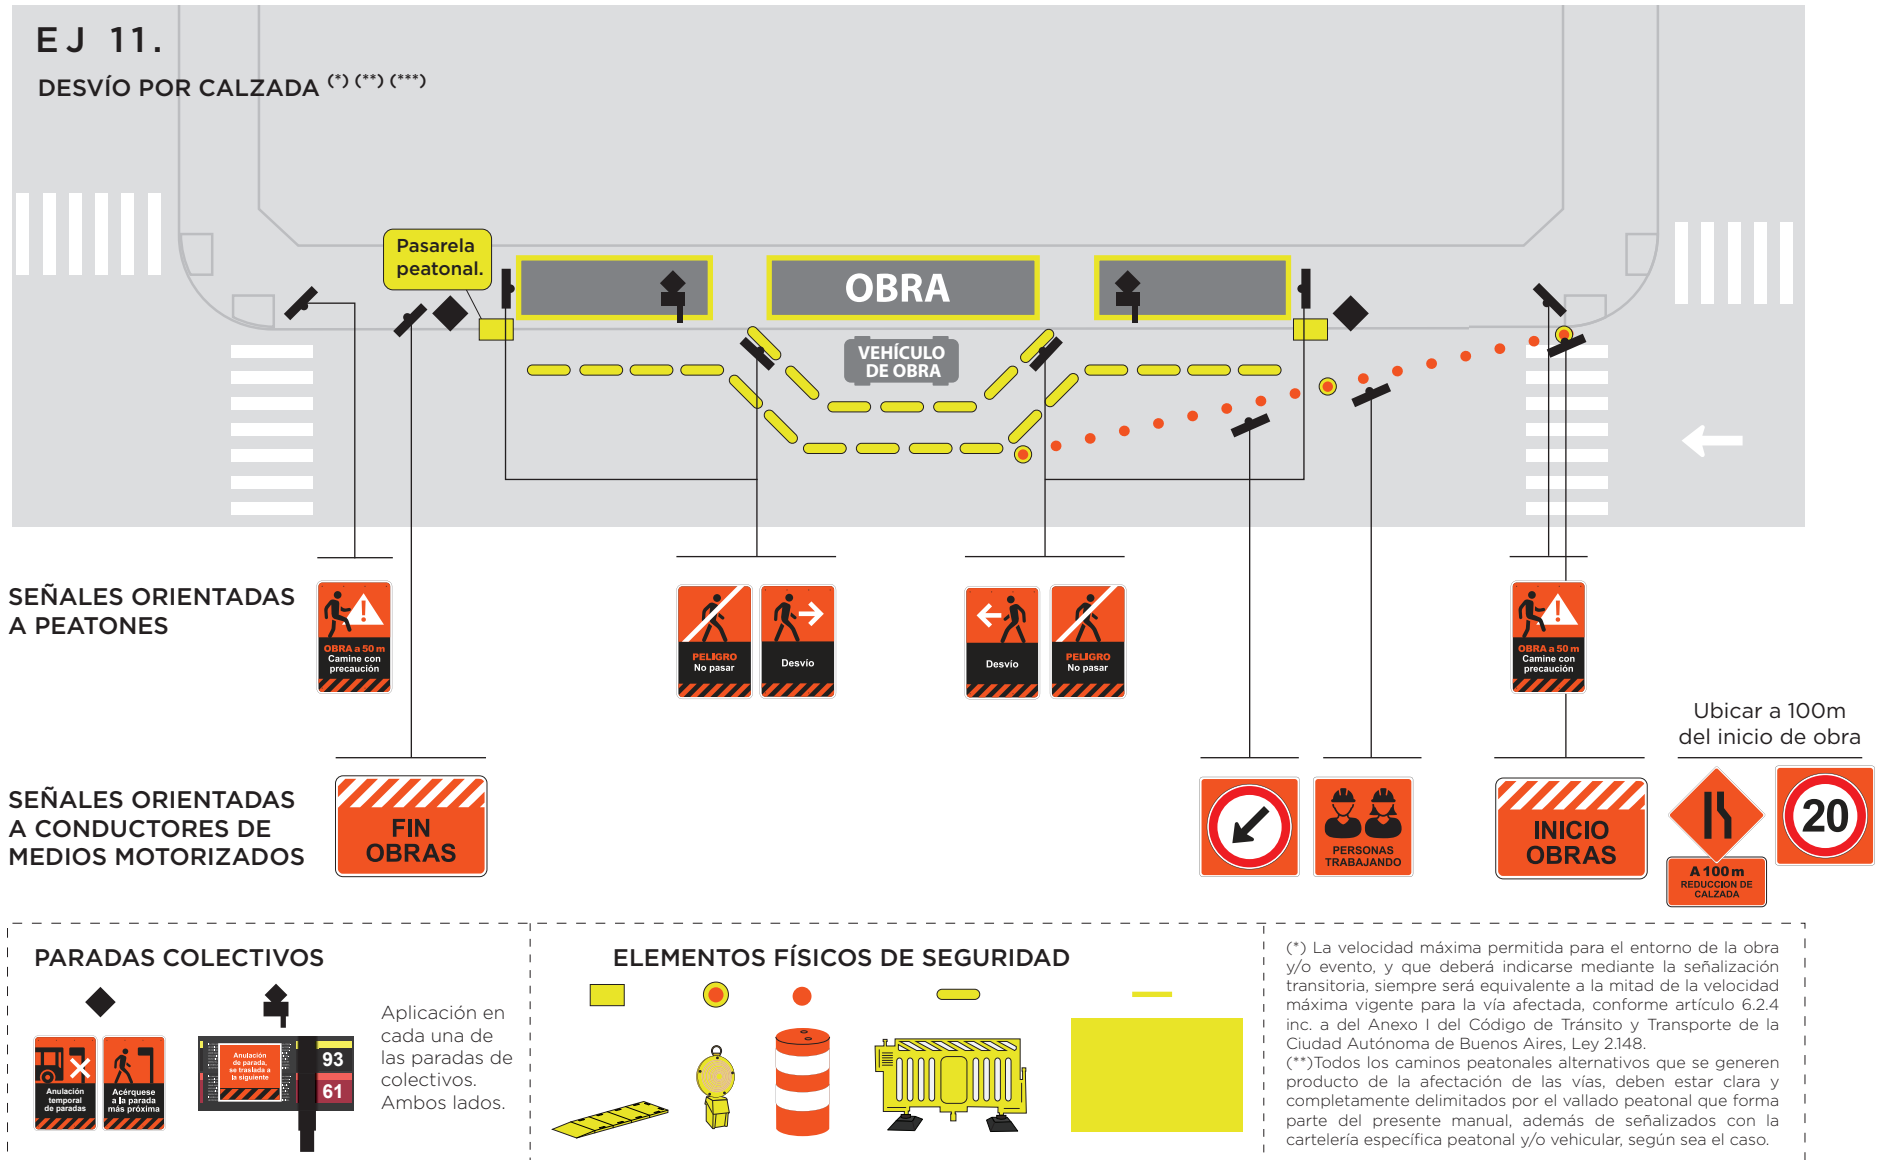 EJ 11.
DESVÍO POR CALZADA (*) (**) (***)
Pasarela
peatonal.
OBRA
VEHÍCULO
DE OBRA
SEÑALES ORIENTADAS
A PEATONES
OBRA a 50 m
Camine con
precaución
PELIGRO
No pasar
Desvío
Desvío
PELIGRO
No pasar
OBRA a 50 m
Camine con
precaución
Ubicar a 100m
del inicio de obra
SEÑALES ORIENTADAS
A CONDUCTORES DE
MEDIOS MOTORIZADOS
FIN
OBRAS
PERSONAS
TRABAJANDO
INICIO
OBRAS
A 100 m
REDUCCION DE
CALZADA
20
PARADAS COLECTIVOS
Anulación
temporal
de paradas
Acérquese
a la parada
más próxima
Anulación
de parada,
se traslada a
la siguiente
93
61
Aplicación en
cada una de
las paradas de
colectivos.
Ambos lados.
ELEMENTOS FÍSICOS DE SEGURIDAD
(*) La velocidad máxima permitida para el entorno de la obra
y/o evento, y que deberá indicarse mediante la señalización
transitoria, siempre será equivalente a la mitad de la velocidad
máxima vigente para la vía afectada, conforme artículo 6.2.4
inc. a del Anexo I del Código de Tránsito y Transporte de la
Ciudad Autónoma de Buenos Aires, Ley 2.148.
(**)Todos los caminos peatonales alternativos que se generen
producto de la afectación de las vías, deben estar clara y
completamente delimitados por el vallado peatonal que forma
parte del presente manual, además de señalizados con la
cartelería específica peatonal y/o vehicular, según sea el caso.